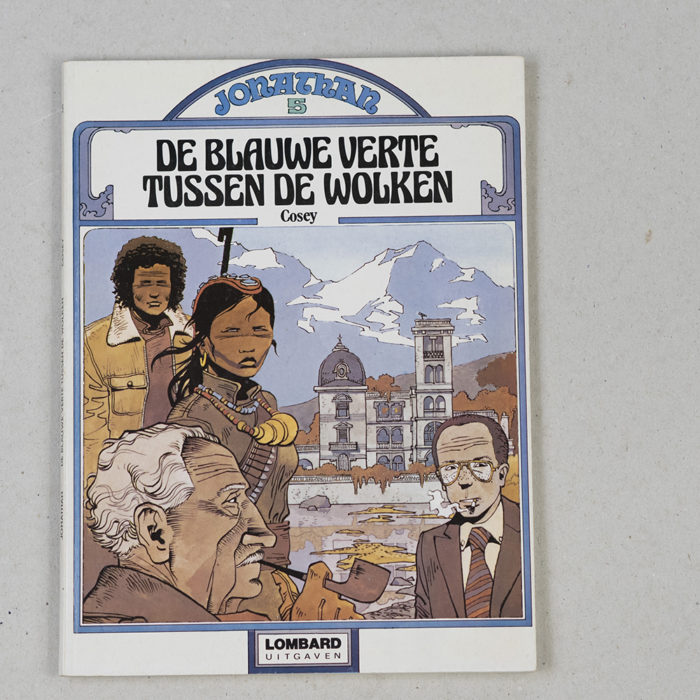 JONATHAN
5
DE BLAUWE VERTE
TUSSEN DE WOLKEN
Cosey
LOMBARD
UITGAVEN